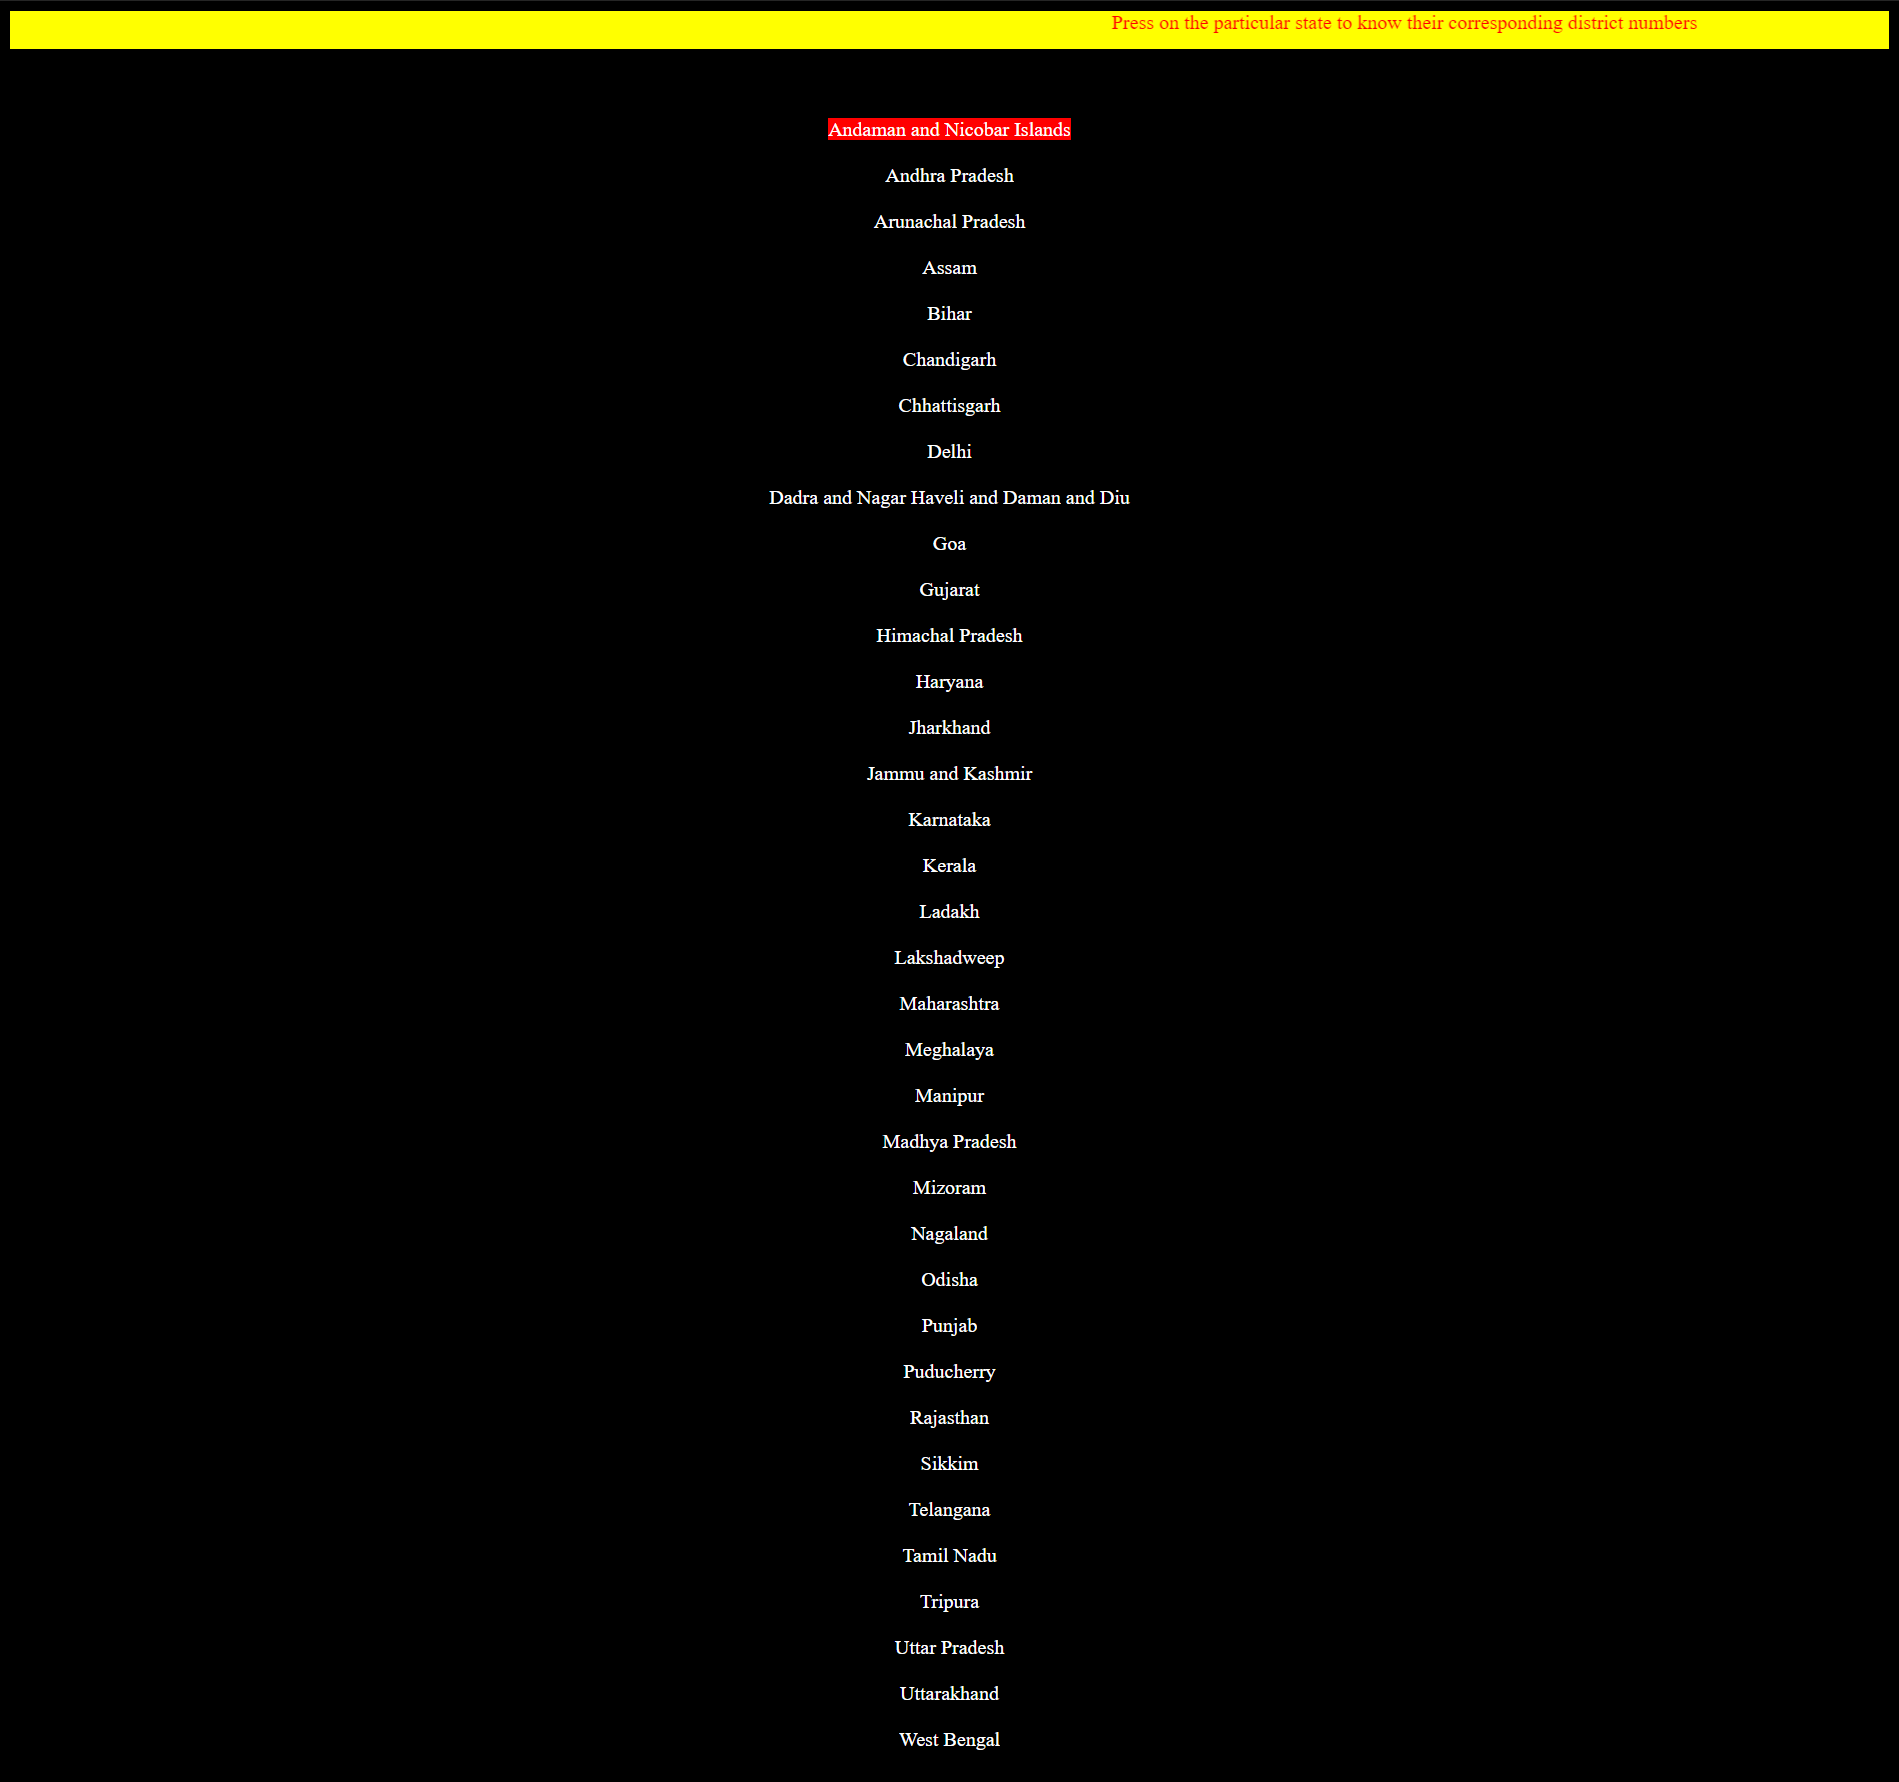 Press on the particular state to know their corresponding district numbers
Andaman and Nicobar Islands
Andhra Pradesh
Arunachal Pradesh
Assam
Bihar
Chandigarh
Chhattisgarh
Delhi
Dadra and Nagar Haveli and Daman and Diu
Goa
Gujarat
Himachal Pradesh
Haryana
Jharkhand
Jammu and Kashmir
Karnataka
Kerala
Ladakh
Lakshadweep
Maharashtra
Meghalaya
Manipur
Madhya Pradesh
Mizoram
Nagaland
Odisha
Punjab
Puducherry
Rajasthan
Sikkim
Telangana
Tamil Nadu
Tripura
Uttar Pradesh
Uttarakhand
West Bengal